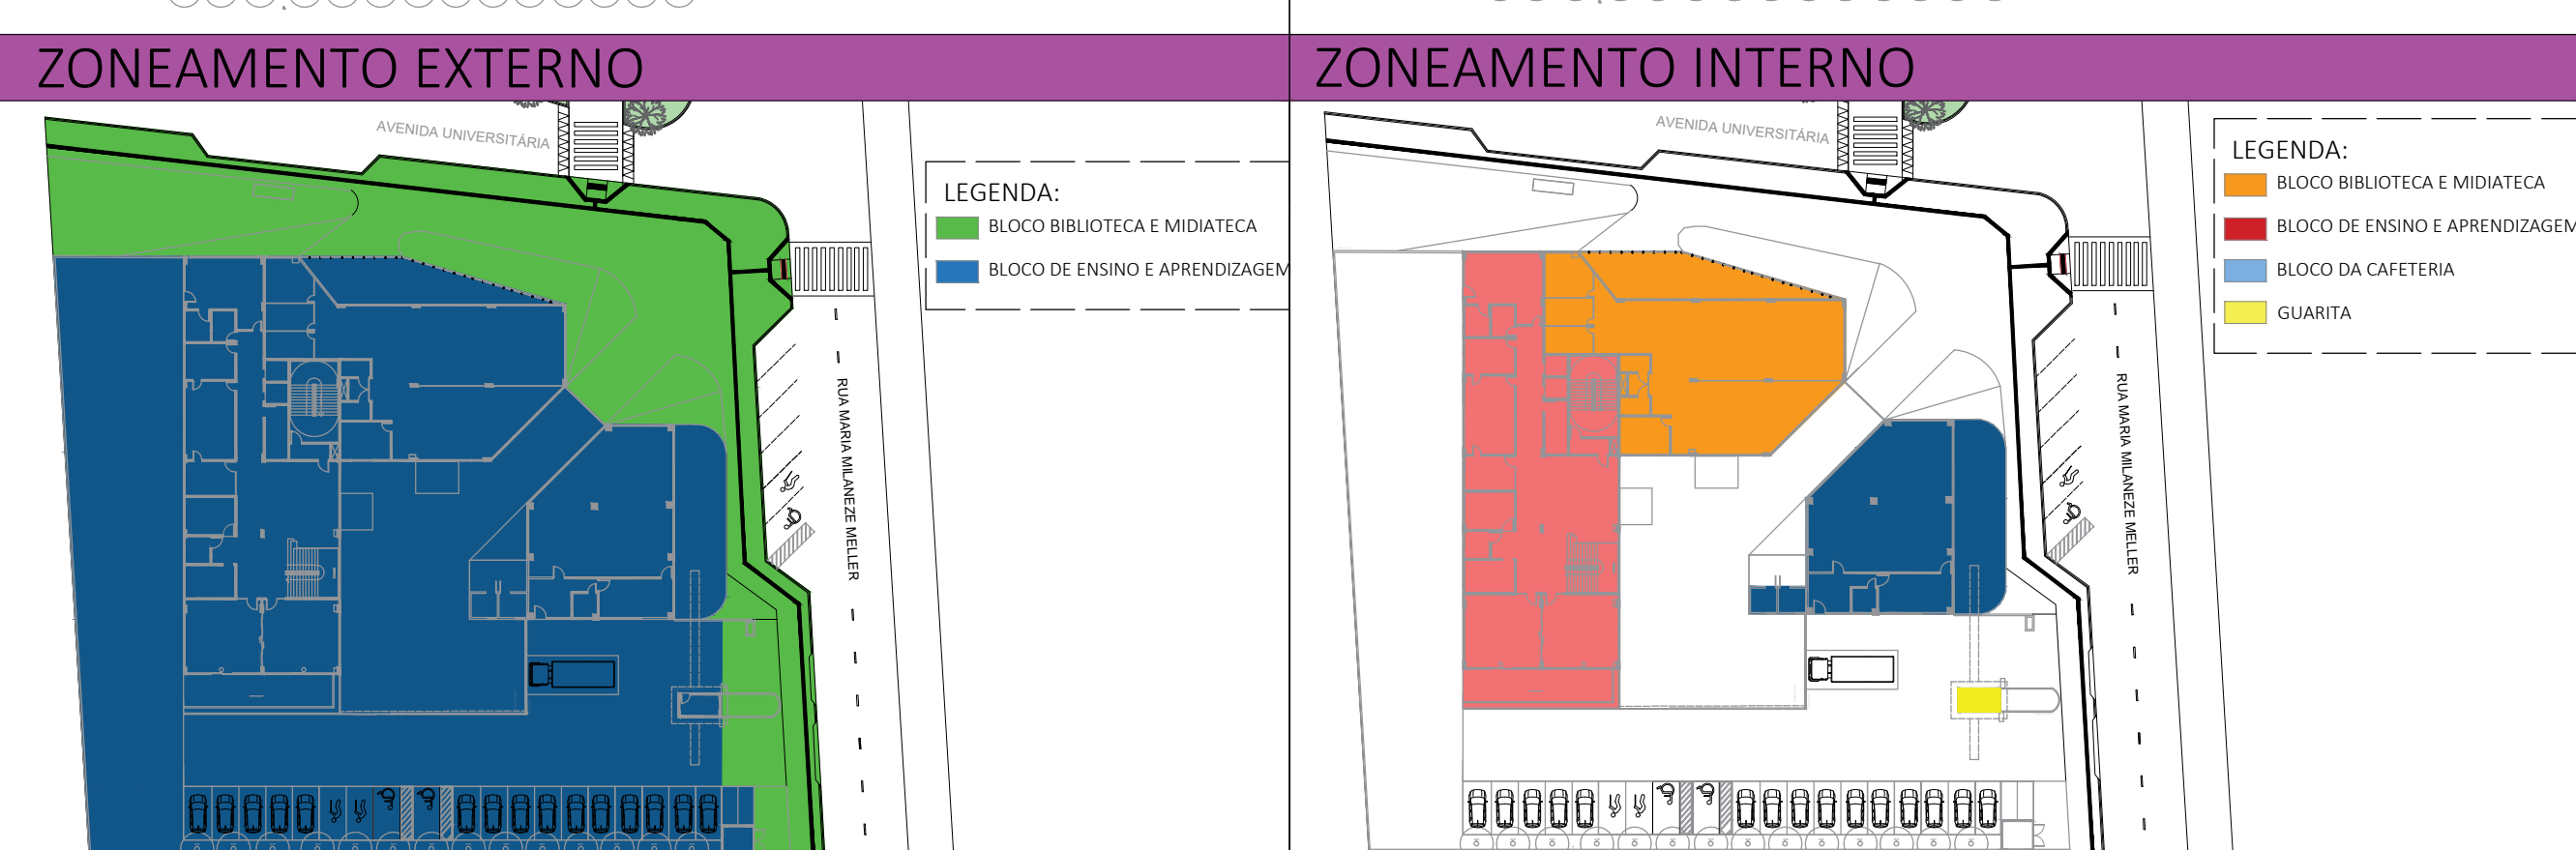 ZONEAMENTO EXTERNO
AVENIDA UNIVERSITÁRIA
LEGENDA:
BLOCO BIBLIOTECA E MIDIATECA
BLOCO DE ENSINO E APRENDIZAGEM
RUA MARIA MILANEZE MELLER
ZONEAMENTO INTERNO
AVENIDA UNIVERSITÁRIA
LEGENDA:
BLOCO BIBLIOTECA E MIDIATECA
BLOCO DE ENSINO E APRENDIZAGEM
BLOCO DA CAFETERIA
GUARITA
RUA MARIA MILANEZE MELLER